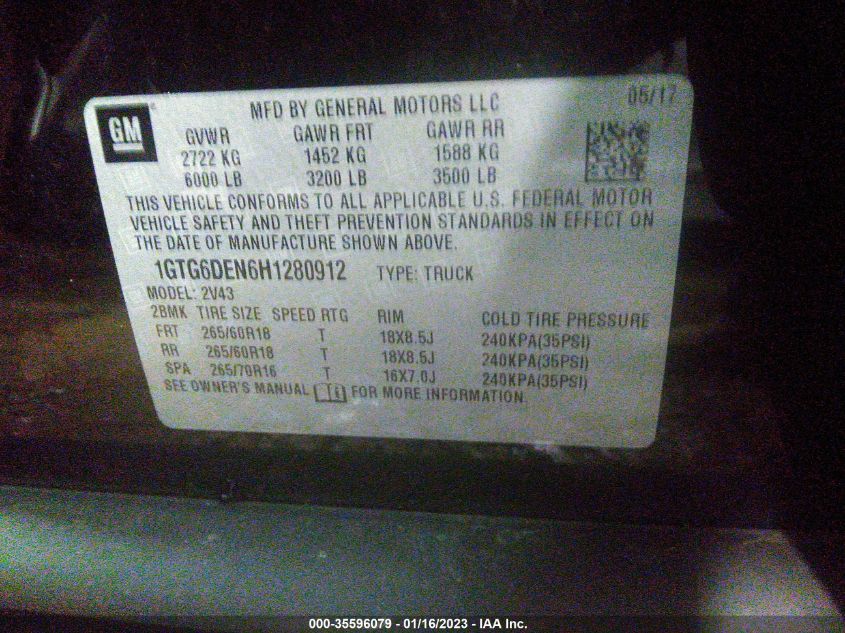 GM
MFD BY GENERAL MOTORS LLC
05/17
GVWR GAWR FRT GAWR RR
2722 KG 1452 KG 1588 KG
6000 LB 3200 LB 3500 LB
THIS VEHICLE CONFORMS TO ALL APPLICABLE U.S. FEDERAL MOTOR
VEHICLE SAFETY AND THEFT PREVENTION STANDARDS IN EFFECT ON
THE DATE OF MANUFACTURE SHOWN ABOVE.
1GTG6DEN6H1280912 TYPE: TRUCK
MODEL: 2V43
2BMK TIRE SIZE SPEED RTG RIM COLD TIRE PRESSURE
FRT 265/60R18 T 18X8.5J 240KPA(35PSI)
RR 265/60R18 T 18X8.5J 240KPA(35PSI)
SPA 265/70R16 T 16X7.0J 240KPA(35PSI)
SEE OWNER'S MANUAL FOR MORE INFORMATION
000-35596079 - 01/16/2023 - IAA Inc.